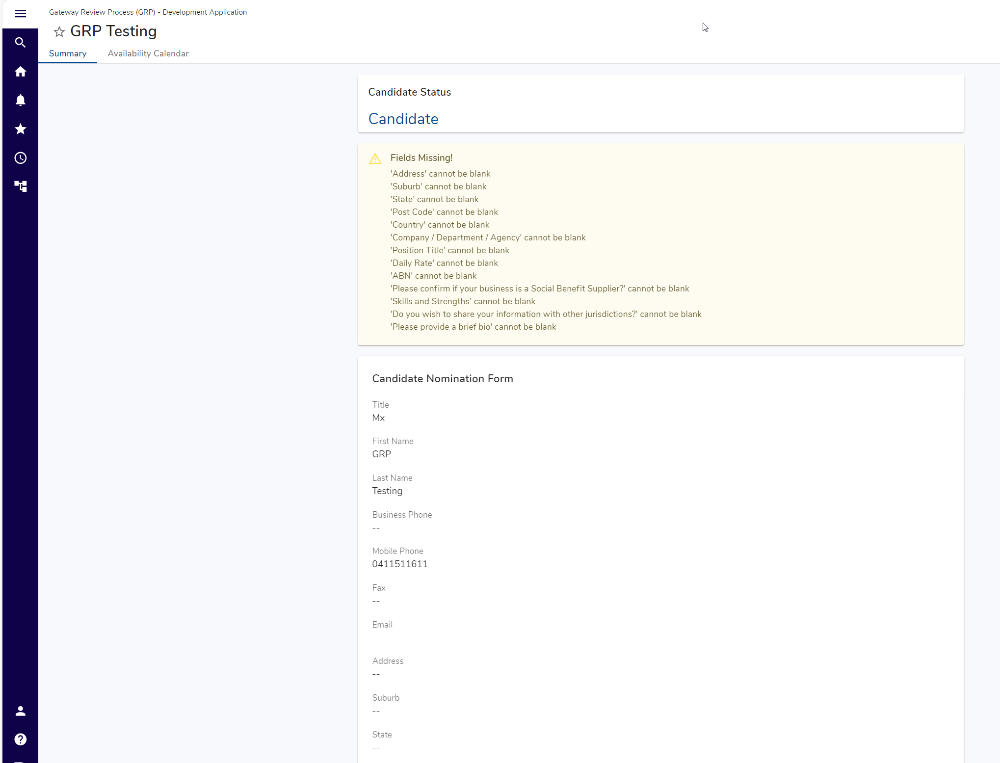 Gateway Review Process (GRP) - Development Application
GRP Testing
Summary
Availability Calendar
Candidate Status
Candidate
Fields Missing!
'Address' cannot be blank
'Suburb' cannot be blank
'State' cannot be blank
'Post Code' cannot be blank
'Country' cannot be blank
'Company / Department / Agency' cannot be blank
'Position Title' cannot be blank
'Daily Rate' cannot be blank
'ABN' cannot be blank
'Please confirm if your business is a Social Benefit Supplier?' cannot be blank
'Skills and Strengths' cannot be blank
'Do you wish to share your information with other jurisdictions?' cannot be blank
'Please provide a brief bio' cannot be blank
Candidate Nomination Form
Title
Mx
First Name
GRP
Last Name
Testing
Business Phone
--
Mobile Phone
0411511611
Fax
--
Email
Address
--
Suburb
--
State
--